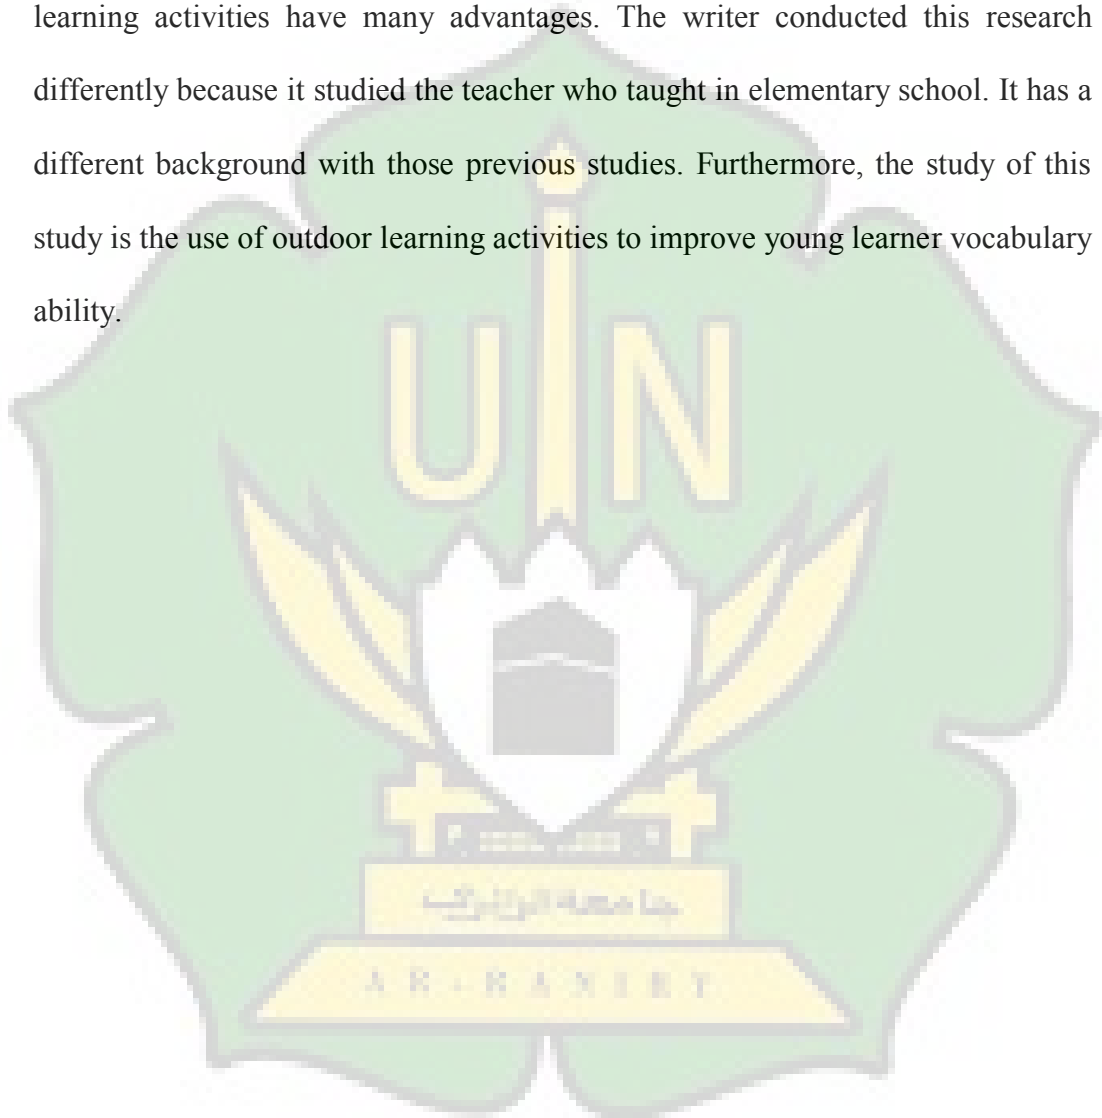 learning activities have many advantages. The writer conducted this research
differently because it studied the teacher who taught in elementary school. It has a
different background with those previous studies. Furthermore, the study of this
study is the use of outdoor learning activities to improve young learner vocabulary
ability.
UIN
جامعة الرانيري
AR-RANIRY